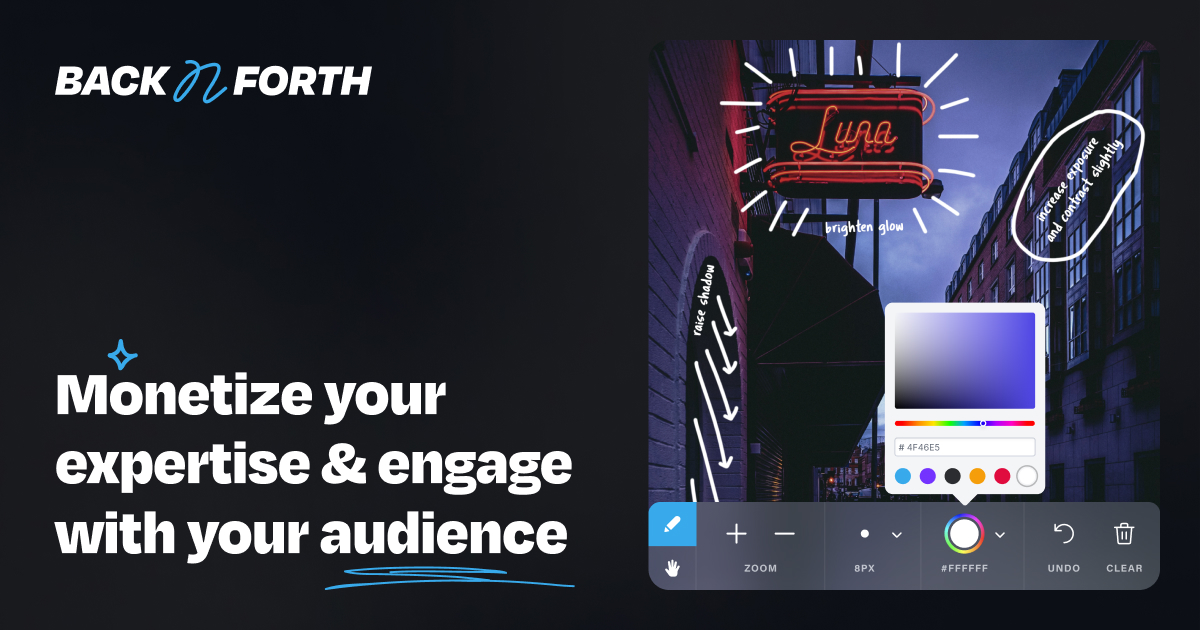 BACK n FORTH
Monetize your
expertise & engage
with your audience
Luna
brighten glow
increase exposure
and contrast slightly
raise shadow
# 4F46E5
ZOOM
8PX
#FFFFFF
UNDO
CLEAR